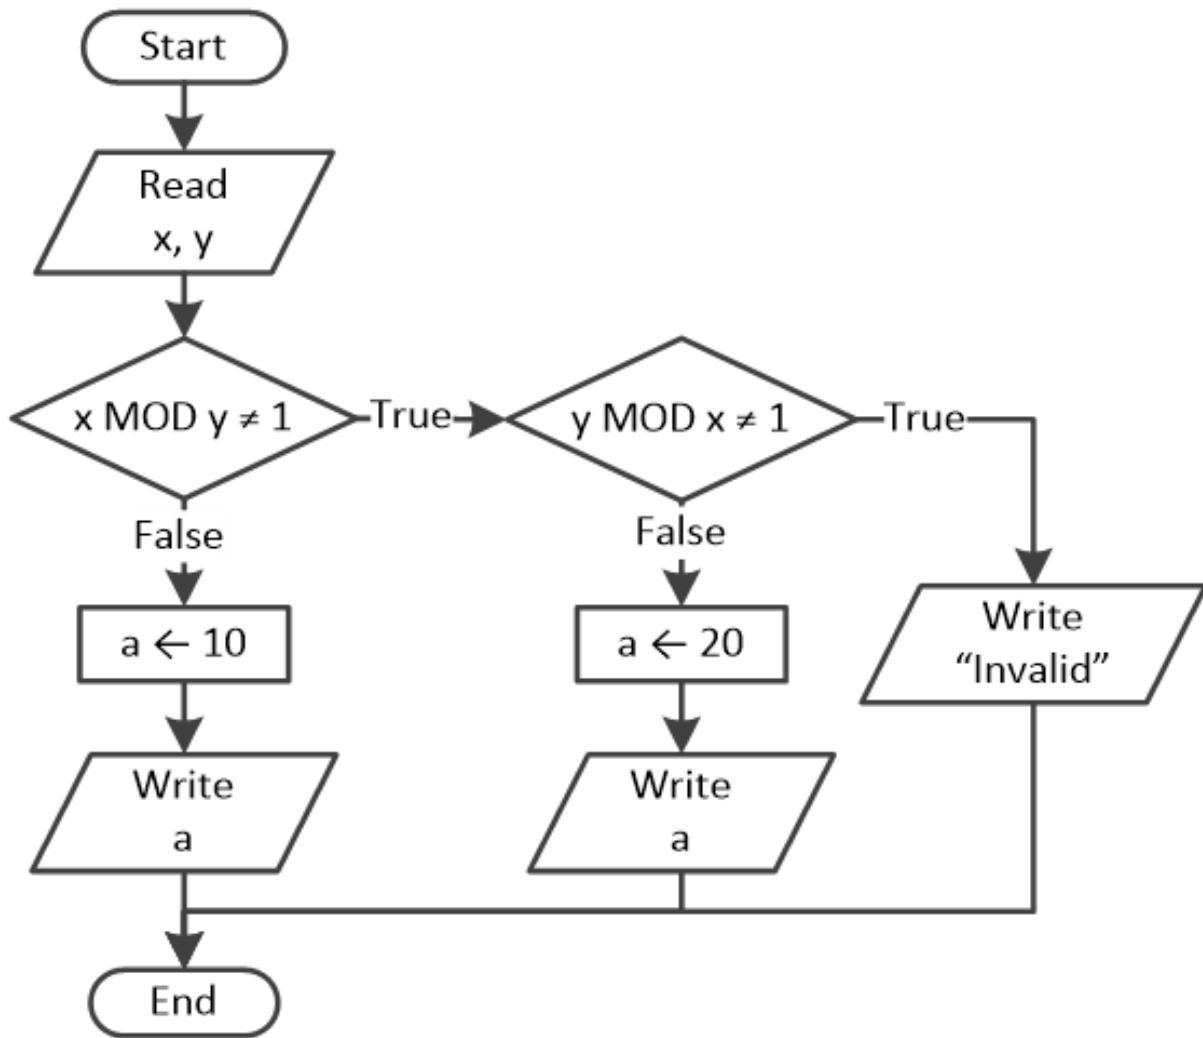 Start
Read
x, y
x MOD y ≠ 1
True
y MOD x ≠ 1
True
False
False
a ← 10
a ← 20
Write
“Invalid”
Write
a
Write
a
End